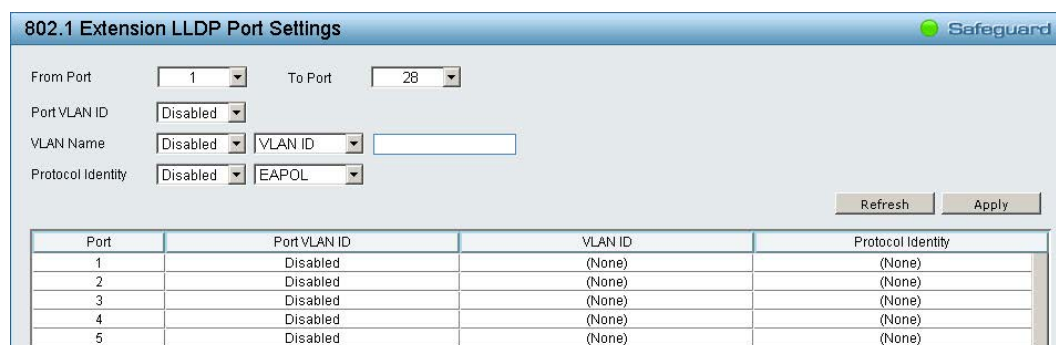 802.1 Extension LLDP Port Settings Safeguard
From Port 1 To Port 28
Port VLAN ID Disabled
VLAN Name Disabled VLAN ID
Protocol Identity Disabled EAPOL
Refresh Apply
Port Port VLAN ID VLAN ID Protocol Identity
1 Disabled (None) (None)
2 Disabled (None) (None)
3 Disabled (None) (None)
4 Disabled (None) (None)
5 Disabled (None) (None)